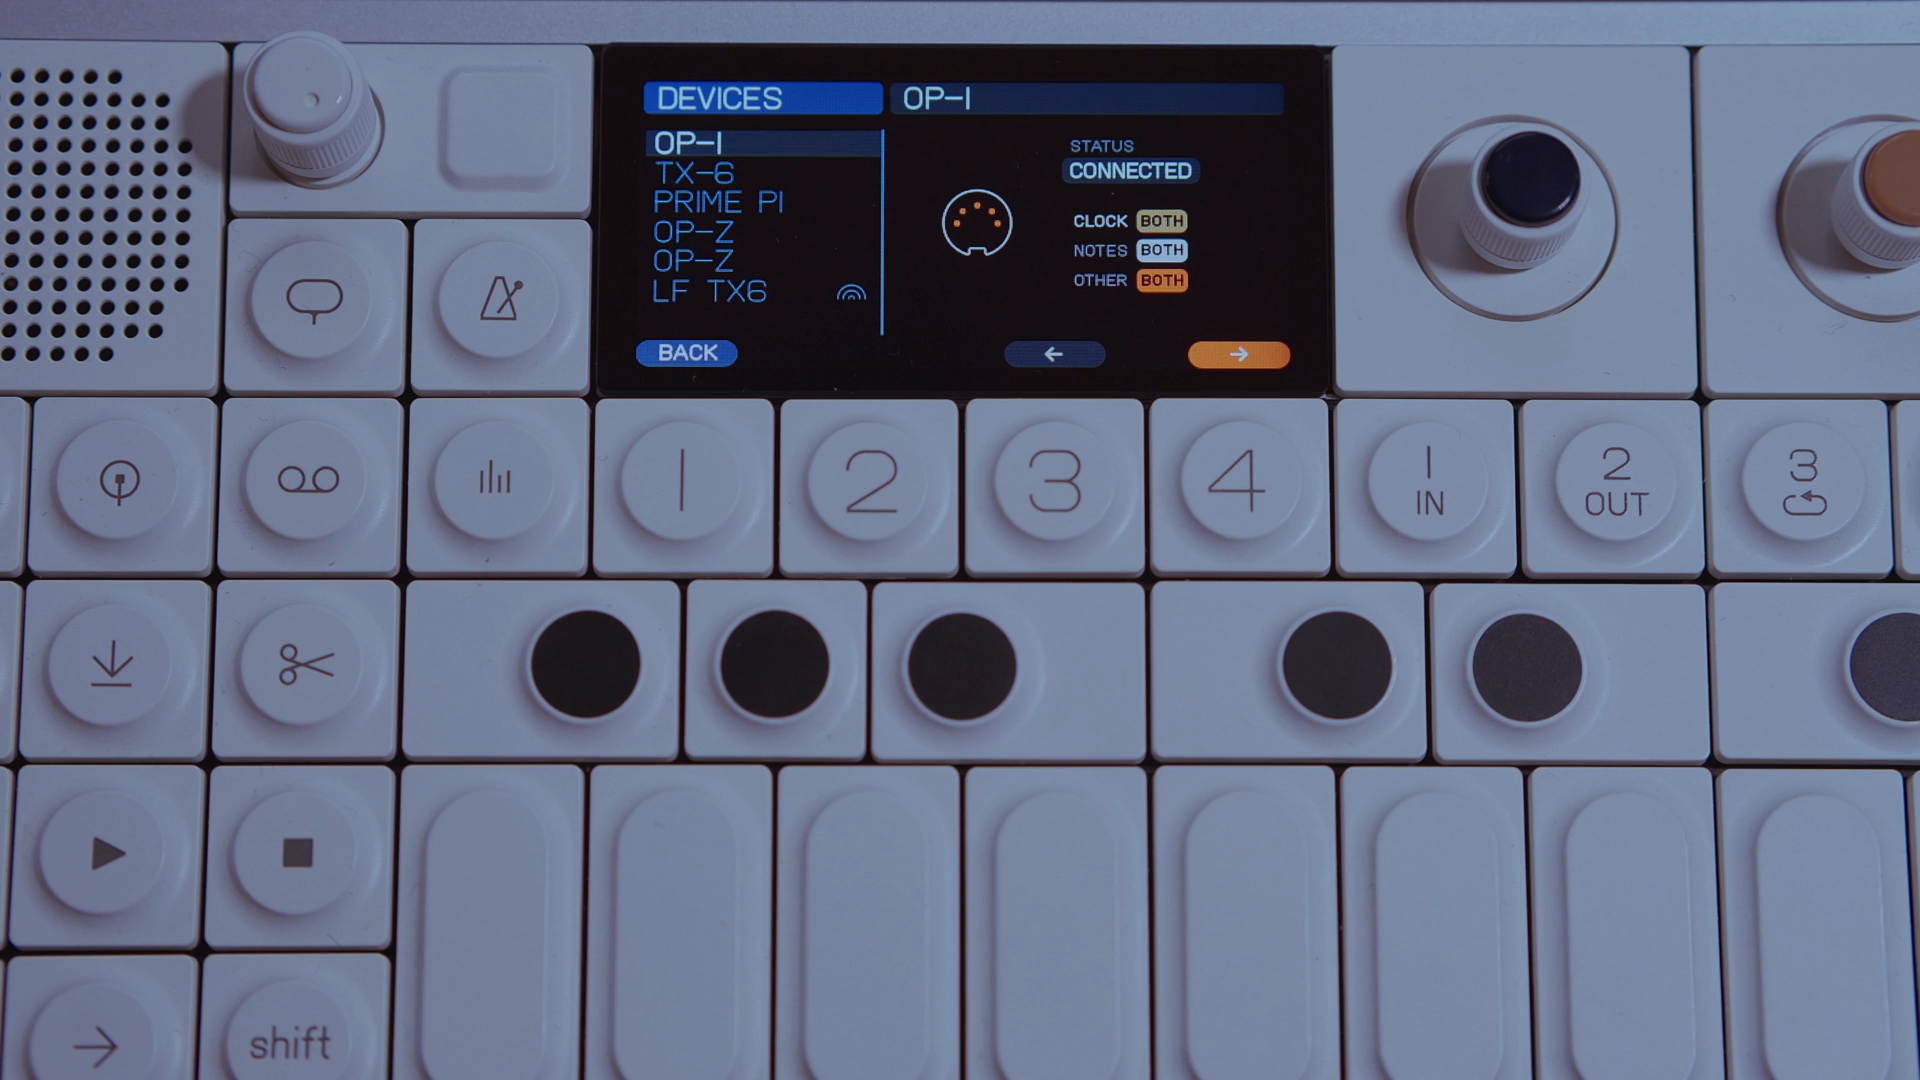 DEVICES OP-1
OP-1
TX-6
PRIME PI
OP-Z
OP-Z
LF TX6
STATUS
CONNECTED
CLOCK BOTH
NOTES BOTH
OTHER BOTH
BACK ← →
1 2 3 4
1 IN
2 OUT
3
shift